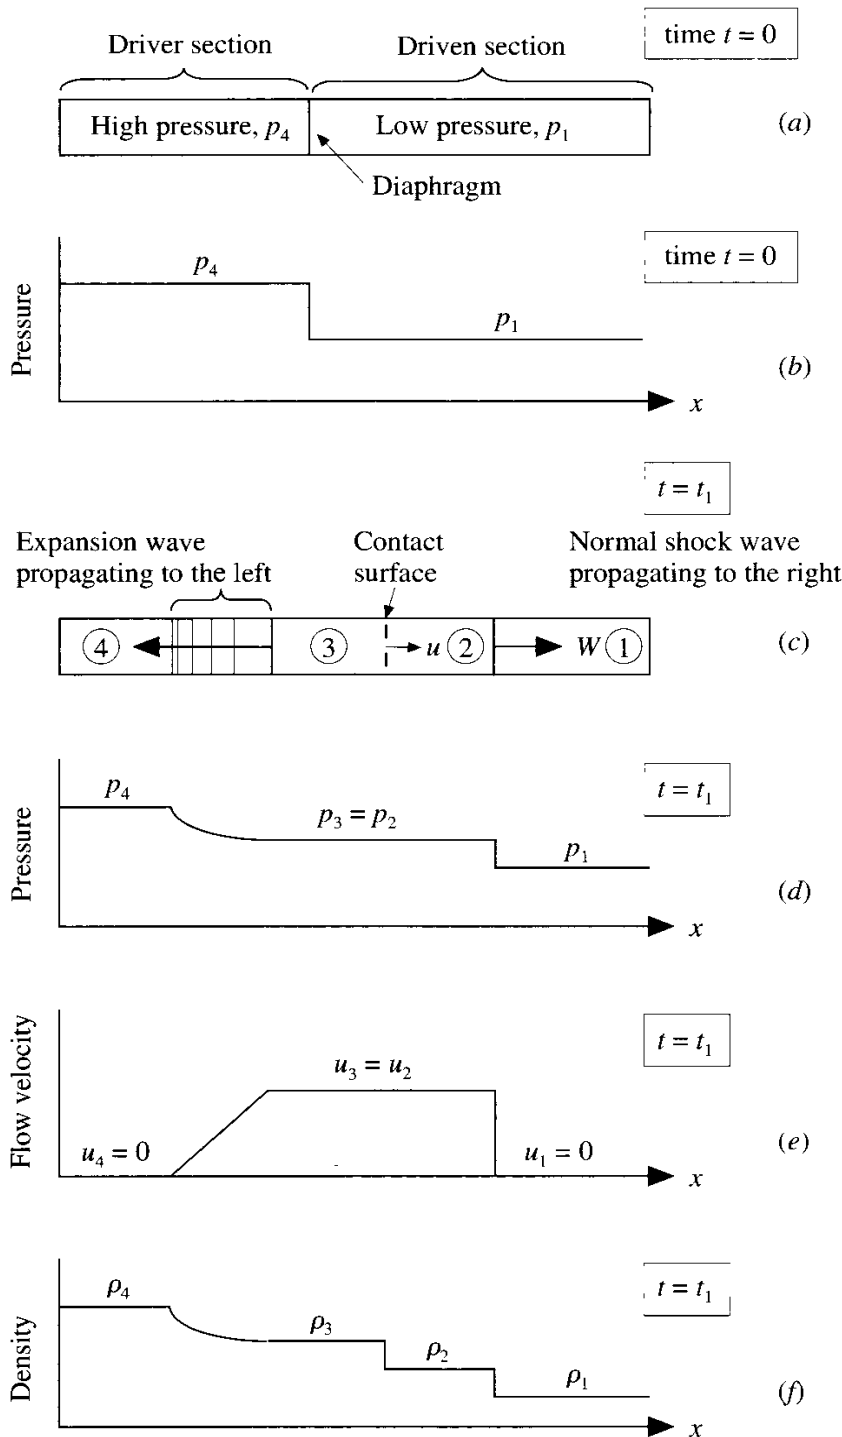 Driver section
Driven section
time t = 0
High pressure, p₄
Low pressure, p₁
(a)
Diaphragm
time t = 0
p₄
p₁
Pressure
(b)
x
t = t₁
Expansion wave
propagating to the left
Contact
surface
Normal shock wave
propagating to the right
4
3
u
2
W
1
(c)
t = t₁
p₄
p₃ = p₂
p₁
Pressure
(d)
x
t = t₁
u₃ = u₂
Flow velocity
u₄ = 0
u₁ = 0
(e)
x
t = t₁
ρ₄
ρ₃
ρ₂
ρ₁
Density
(f)
x